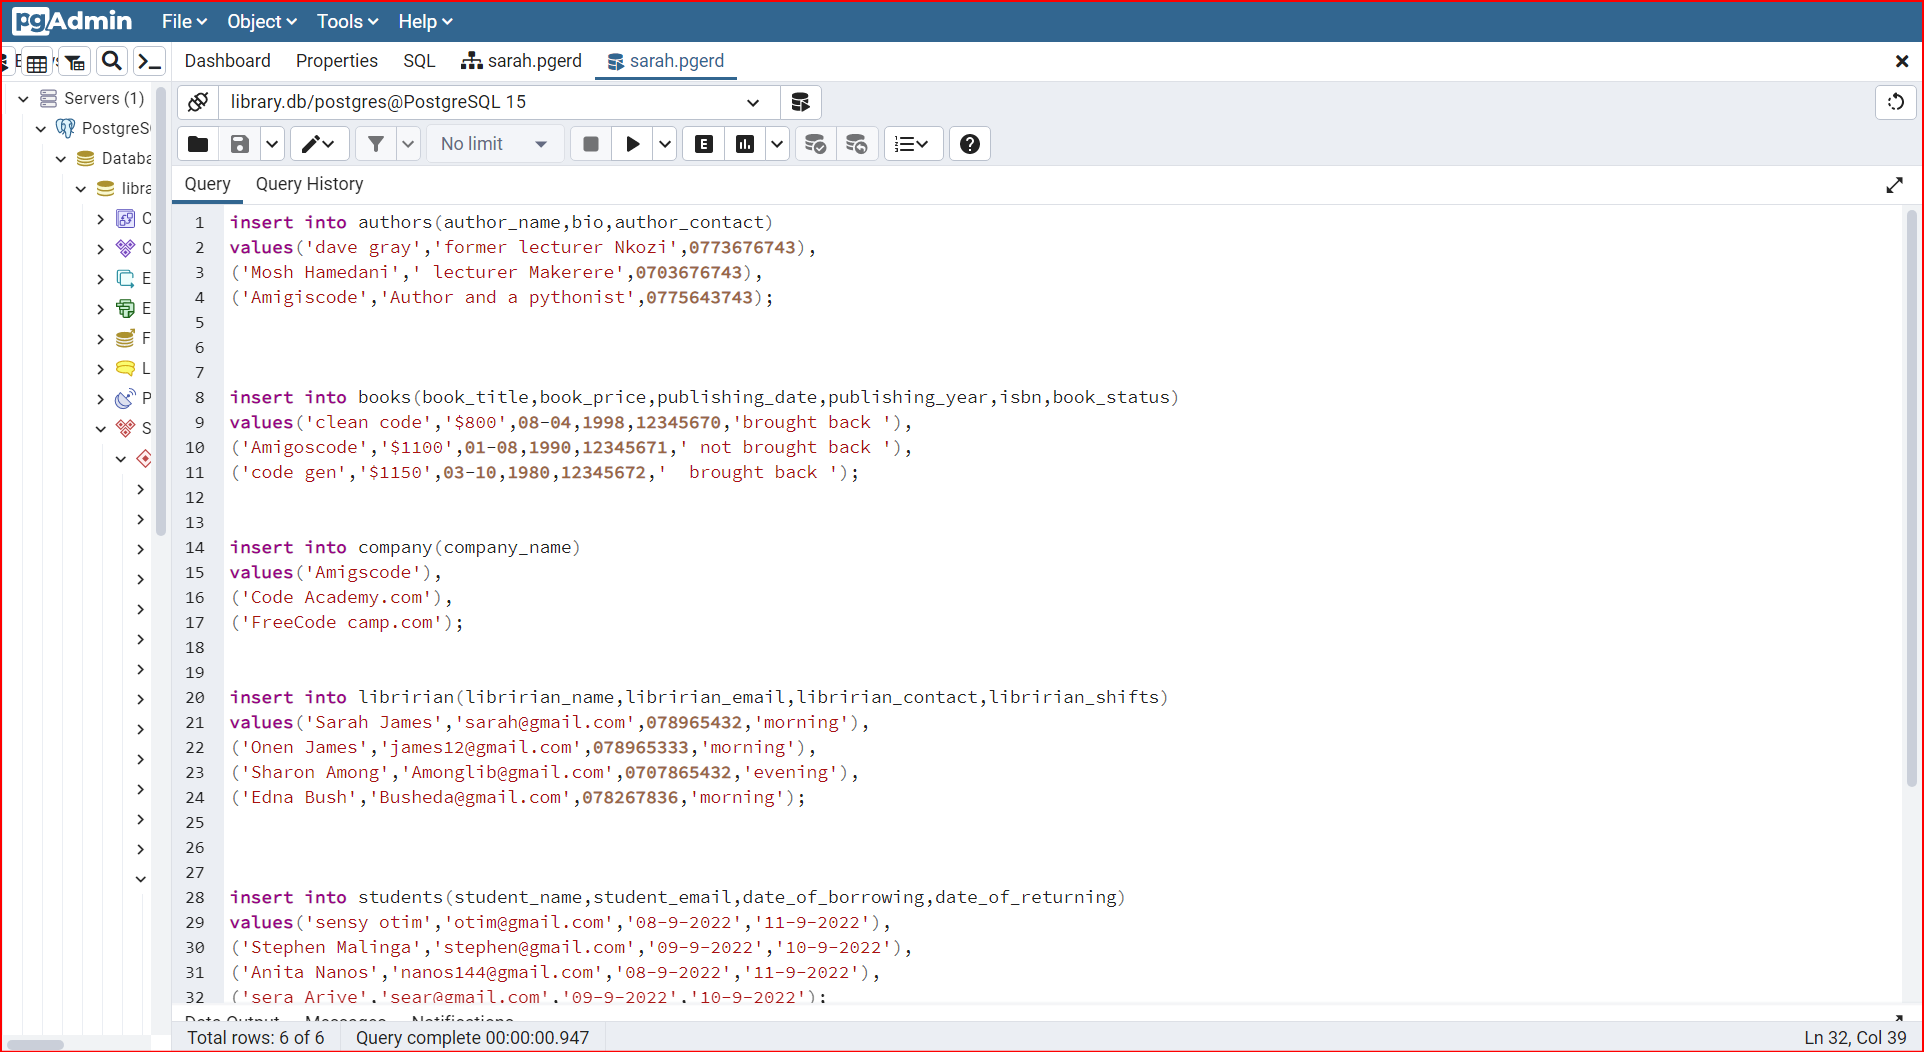 pgAdmin File Object Tools Help
Dashboard Properties SQL sarah.pgerd sarah.pgerd
Servers (1)
library.db/postgres@PostgreSQL 15
No limit
Query Query History
1 insert into authors(author_name,bio,author_contact)
2 values('dave gray','former lecturer Nkozi',0773676743),
3 ('Mosh Hamedani',' lecturer Makerere',0703676743),
4 ('Amigiscode','Author and a pythonist',0775643743);
5
6
7
8 insert into books(book_title,book_price,publishing_date,publishing_year,isbn,book_status)
9 values('clean code','$800',08-04,1998,12345670,'brought back '),
10 ('Amigoscode','$1100',01-08,1990,12345671,' not brought back '),
11 ('code gen','$1150',03-10,1980,12345672,'  brought back ');
12
13
14 insert into company(company_name)
15 values('Amigscode'),
16 ('Code Academy.com'),
17 ('FreeCode camp.com');
18
19
20 insert into libririan(libririan_name,libririan_email,libririan_contact,libririan_shifts)
21 values('Sarah James','sarah@gmail.com',078965432,'morning'),
22 ('Onen James','james12@gmail.com',078965333,'morning'),
23 ('Sharon Among','Amonglib@gmail.com',0707865432,'evening'),
24 ('Edna Bush','Busheda@gmail.com',078267836,'morning');
25
26
27
28 insert into students(student_name,student_email,date_of_borrowing,date_of_returning)
29 values('sensy otim','otim@gmail.com','08-9-2022','11-9-2022'),
30 ('Stephen Malinga','stephen@gmail.com','09-9-2022','10-9-2022'),
31 ('Anita Nanos','nanos144@gmail.com','08-9-2022','11-9-2022'),
32 ('sera Arive','sear@gmail.com','09-9-2022','10-9-2022');
Data Output Messages Notifications
Total rows: 6 of 6 Query complete 00:00:00.947 Ln 32, Col 39